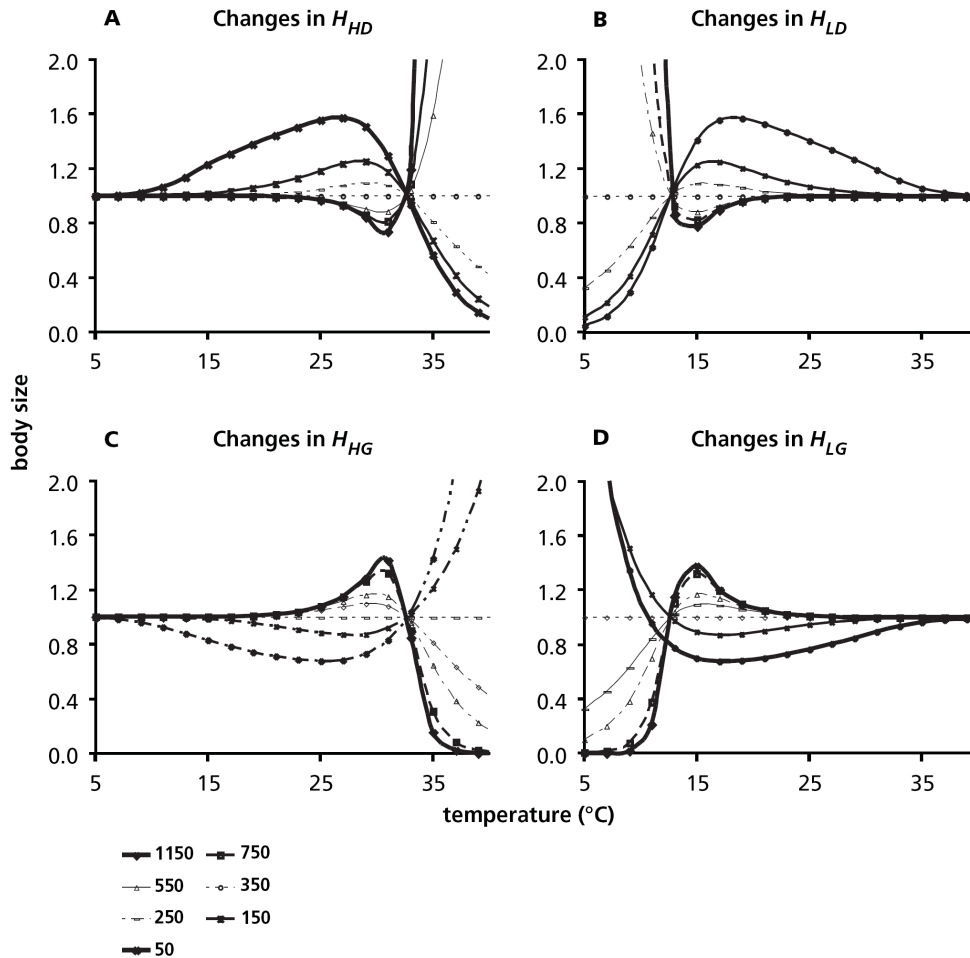 A Changes in H_HD
B Changes in H_LD
2.0 2.0
1.6 1.6
1.2 1.2
0.8 0.8
0.4 0.4
0.0 0.0
5 15 25 35 5 15 25 35
body size
C Changes in H_HG
D Changes in H_LG
2.0 2.0
1.6 1.6
1.2 1.2
0.8 0.8
0.4 0.4
0.0 0.0
5 15 25 35 5 15 25 35
temperature (°C)
1150 750
550 350
250 150
50